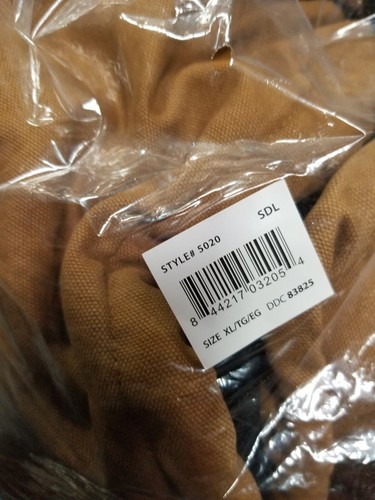 STYLE# 5020
SDL
8 44217 03205 4
SIZE XL/TG/EG DDC 83825